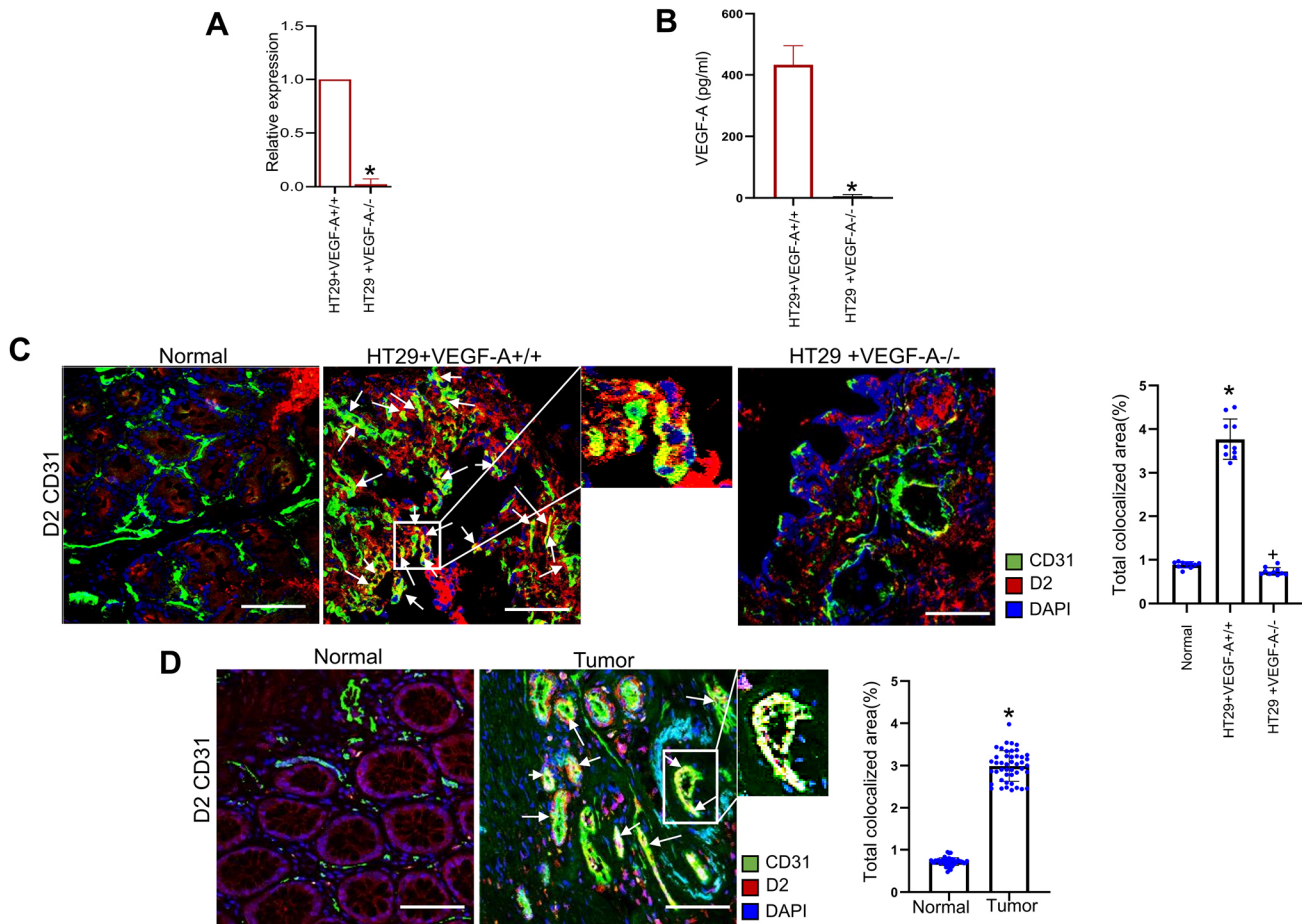 A
Relative expression
1.5
1.0
0.5
0.0
*
HT29+VEGF-A+/+
HT29 +VEGF-A-/-
B
VEGF-A (pg/ml)
600
400
200
0
*
HT29+VEGF-A+/+
HT29 +VEGF-A-/-
C
D2 CD31
Normal
HT29+VEGF-A+/+
HT29 +VEGF-A-/-
CD31
D2
DAPI
Total colocalized area(%)
5
4
3
2
1
0
*
+
Normal
HT29+VEGF-A+/+
HT29 +VEGF-A-/-
D
D2 CD31
Normal
Tumor
CD31
D2
DAPI
Total colocalized area(%)
5
4
3
2
1
0
*
Normal
Tumor